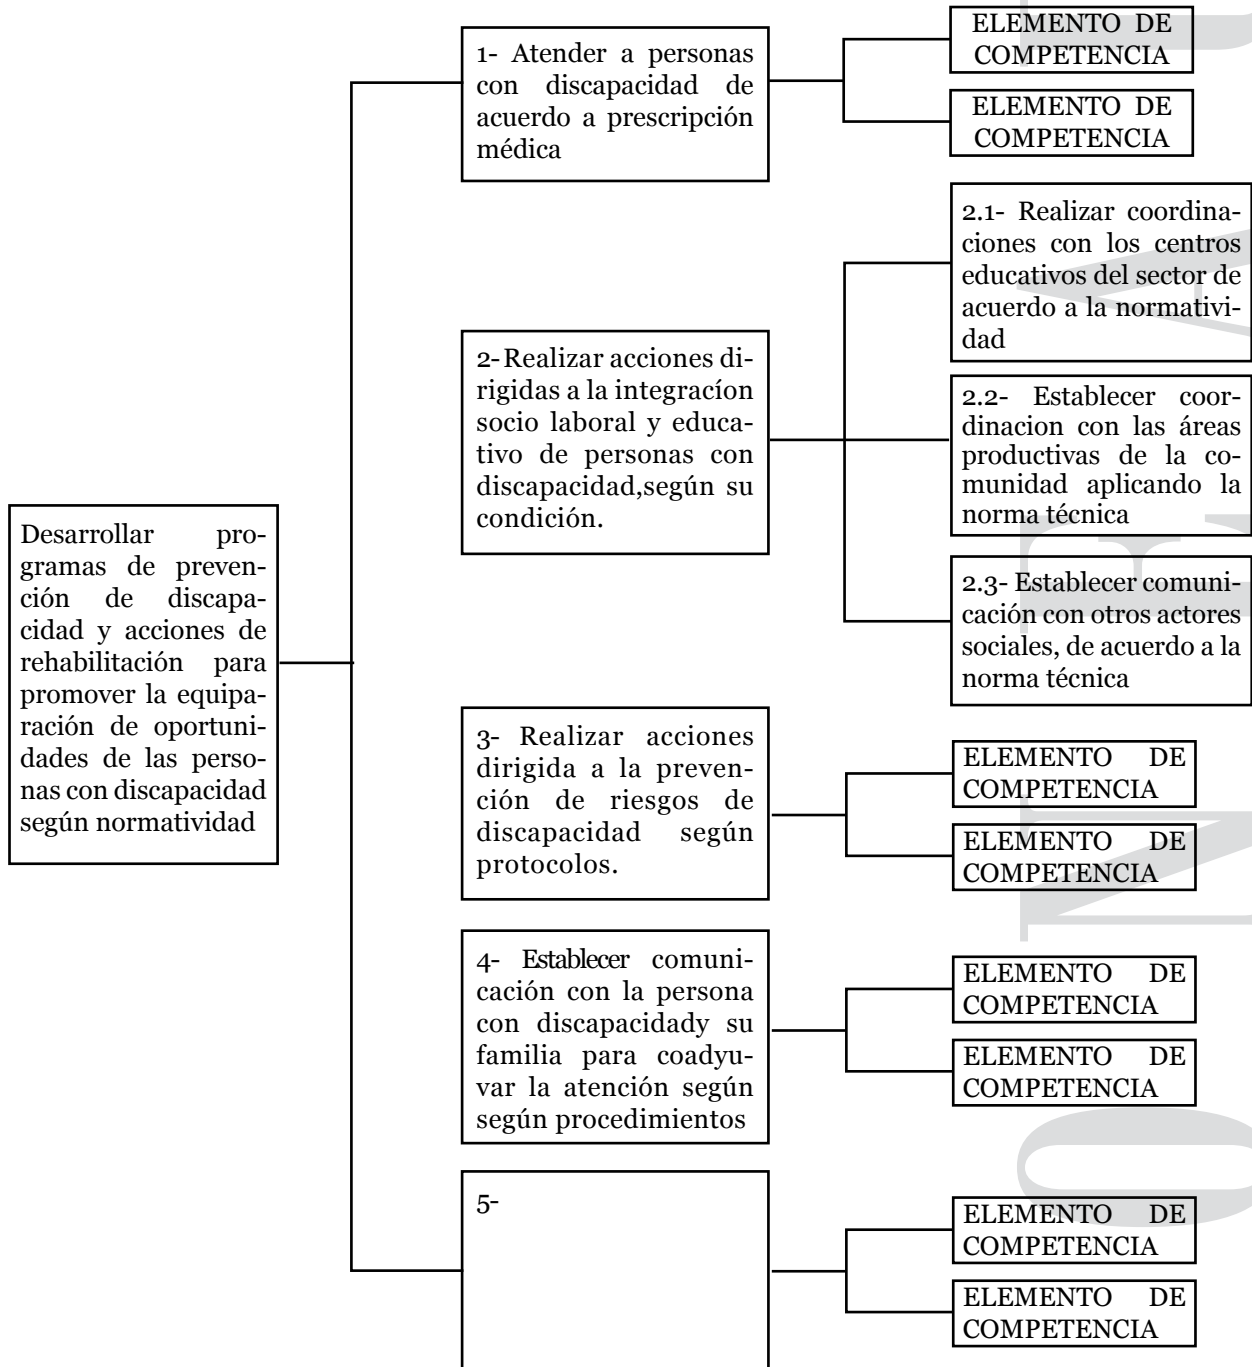 Desarrollar pro-
gramas de preven-
ción de discapa-
cidad y acciones de
rehabilitación para
promover la equipa-
ración de oportuni-
dades de las perso-
nas con discapacidad
según normatividad
1- Atender a personas
con discapacidad de
acuerdo a prescripción
médica
ELEMENTO DE
COMPETENCIA
ELEMENTO DE
COMPETENCIA
2- Realizar acciones di-
rigidas a la integracíon
socio laboral y educa-
tivo de personas con
discapacidad,según su
condición.
2.1- Realizar coordina-
ciones con los centros
educativos del sector de
acuerdo a la normativi-
dad
2.2- Establecer coor-
dinacion con las áreas
productivas de la co-
munidad aplicando la
norma técnica
2.3- Establecer comuni-
cación con otros actores
sociales, de acuerdo a la
norma técnica
3- Realizar acciones
dirigida a la preven-
ción de riesgos de
discapacidad según
protocolos.
ELEMENTO DE
COMPETENCIA
ELEMENTO DE
COMPETENCIA
4- Establecer comuni-
cación con la persona
con discapacidady su
familia para coadyu-
var la atención según
según procedimientos
ELEMENTO DE
COMPETENCIA
ELEMENTO DE
COMPETENCIA
5-
ELEMENTO DE
COMPETENCIA
ELEMENTO DE
COMPETENCIA